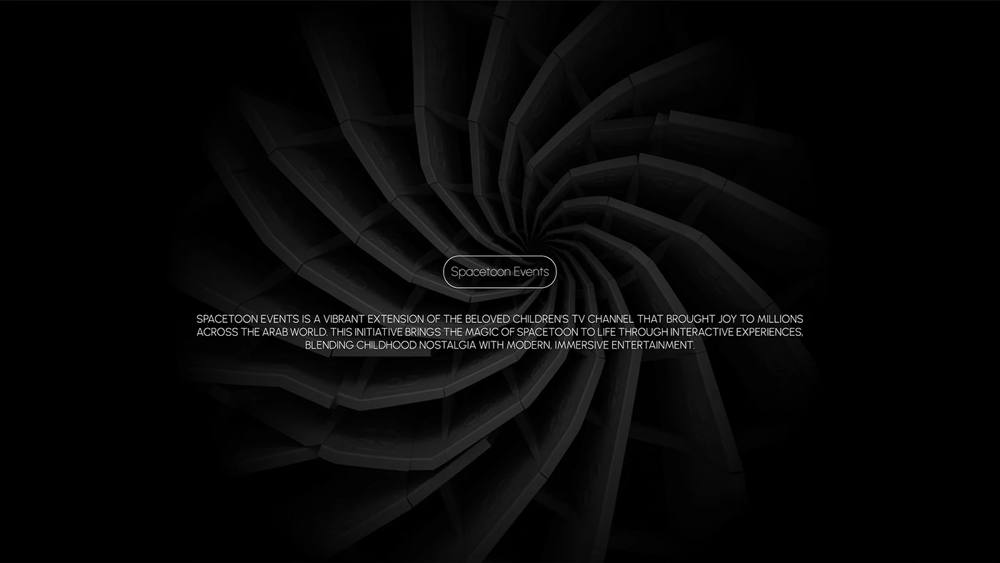 Spacetoon Events
SPACETOON EVENTS IS A VIBRANT EXTENSION OF THE BELOVED CHILDREN'S TV CHANNEL THAT BROUGHT JOY TO MILLIONS
ACROSS THE ARAB WORLD. THIS INITIATIVE BRINGS THE MAGIC OF SPACETOON TO LIFE THROUGH INTERACTIVE EXPERIENCES,
BLENDING CHILDHOOD NOSTALGIA WITH MODERN, IMMERSIVE ENTERTAINMENT.